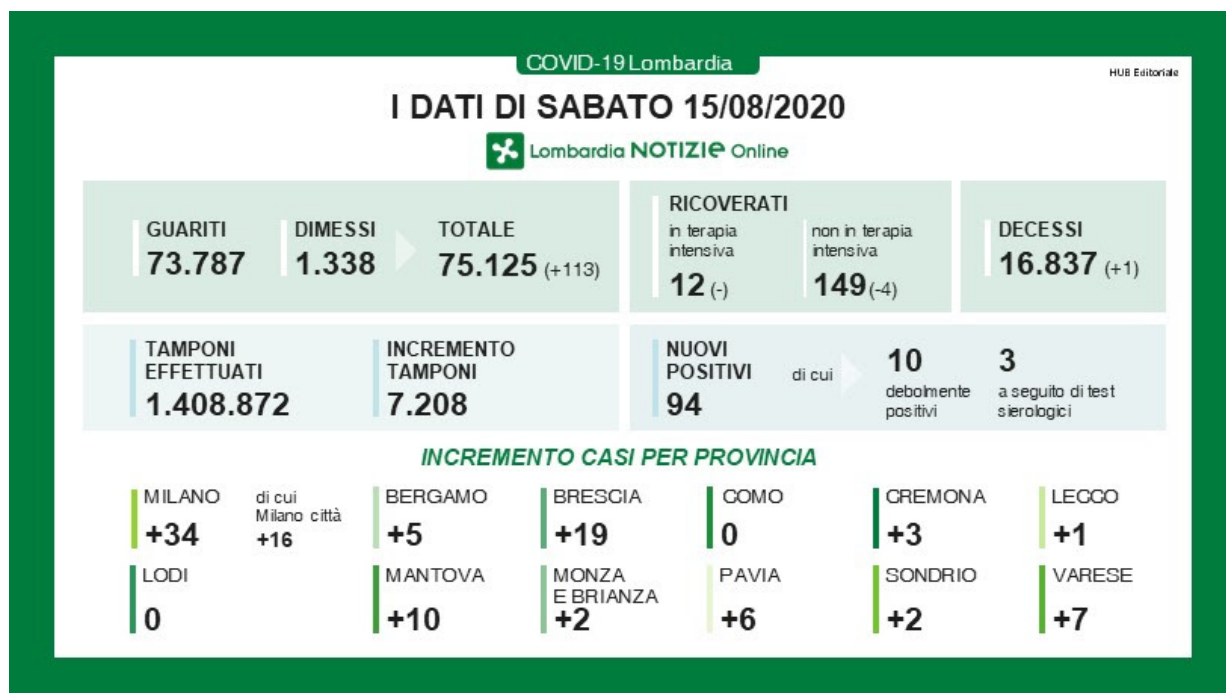 COVID-19 Lombardia
HUB Editoriale
I DATI DI SABATO 15/08/2020
Lombardia NOTIZIe Online
GUARITI
73.787
DIMESSI
1.338
TOTALE
75.125 (+113)
RICOVERATI
in terapia
intensiva
12 (-)
non in terapia
intensiva
149 (-4)
DECESSI
16.837 (+1)
TAMPONI
EFFETTUATI
1.408.872
INCREMENTO
TAMPONI
7.208
NUOVI
POSITIVI
94
di cui
10
debolmente
positivi
3
a seguito di test
sierologici
INCREMENTO CASI PER PROVINCIA
MILANO
+34
di cui
Milano città
+16
BERGAMO
+5
BRESCIA
+19
COMO
0
CREMONA
+3
LECCO
+1
LODI
0
MANTOVA
+10
MONZA
E BRIANZA
+2
PAVIA
+6
SONDRIO
+2
VARESE
+7